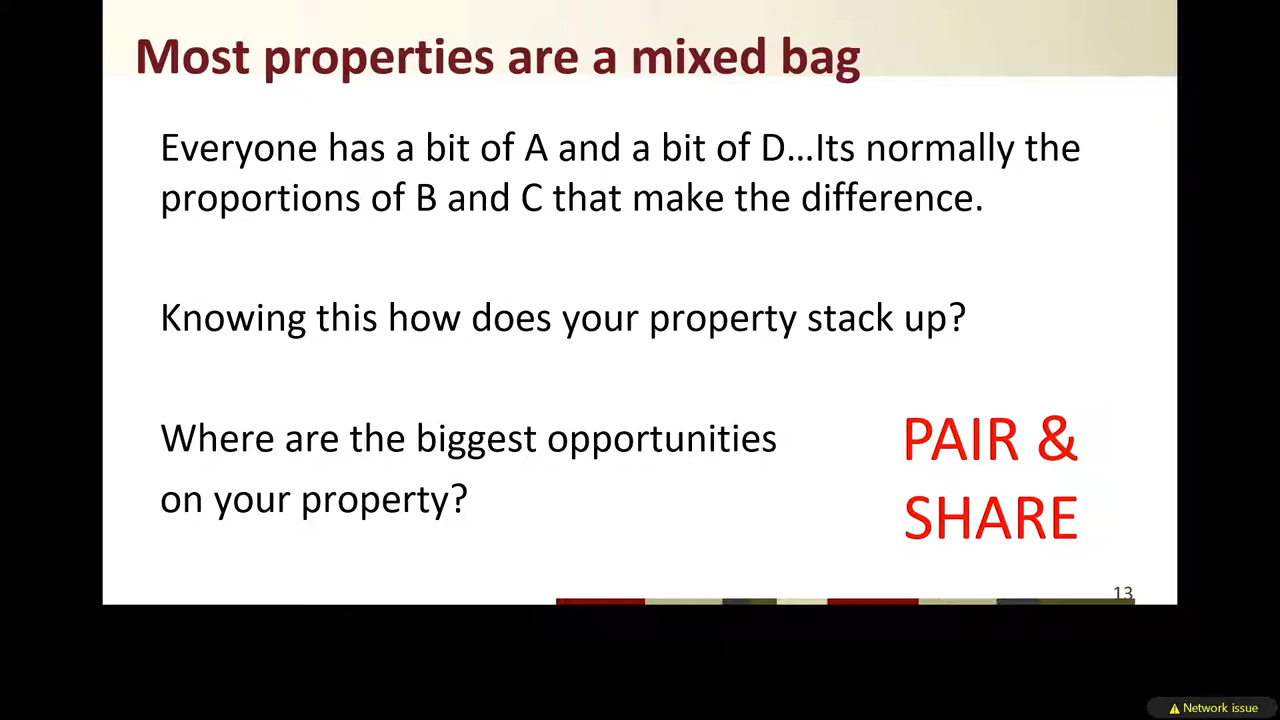 Most properties are a mixed bag
Everyone has a bit of A and a bit of D...Its normally the
proportions of B and C that make the difference.
Knowing this how does your property stack up?
Where are the biggest opportunities
on your property?
PAIR &
SHARE
13
Network issue